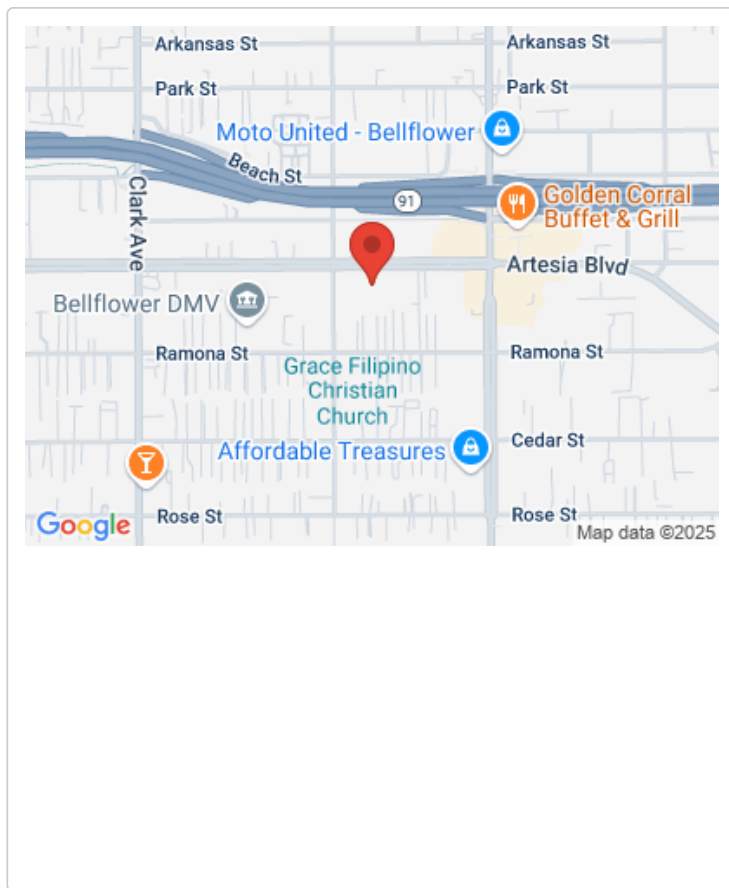 Arkansas St
Arkansas St
Park St
Park St
Moto United - Bellflower
Beach St
Clark Ave
91
Golden Corral
Buffet & Grill
Artesia Blvd
Bellflower DMV
Ramona St
Ramona St
Grace Filipino
Christian
Church
Cedar St
Affordable Treasures
Rose St
Rose St
Google
Map data ©2025